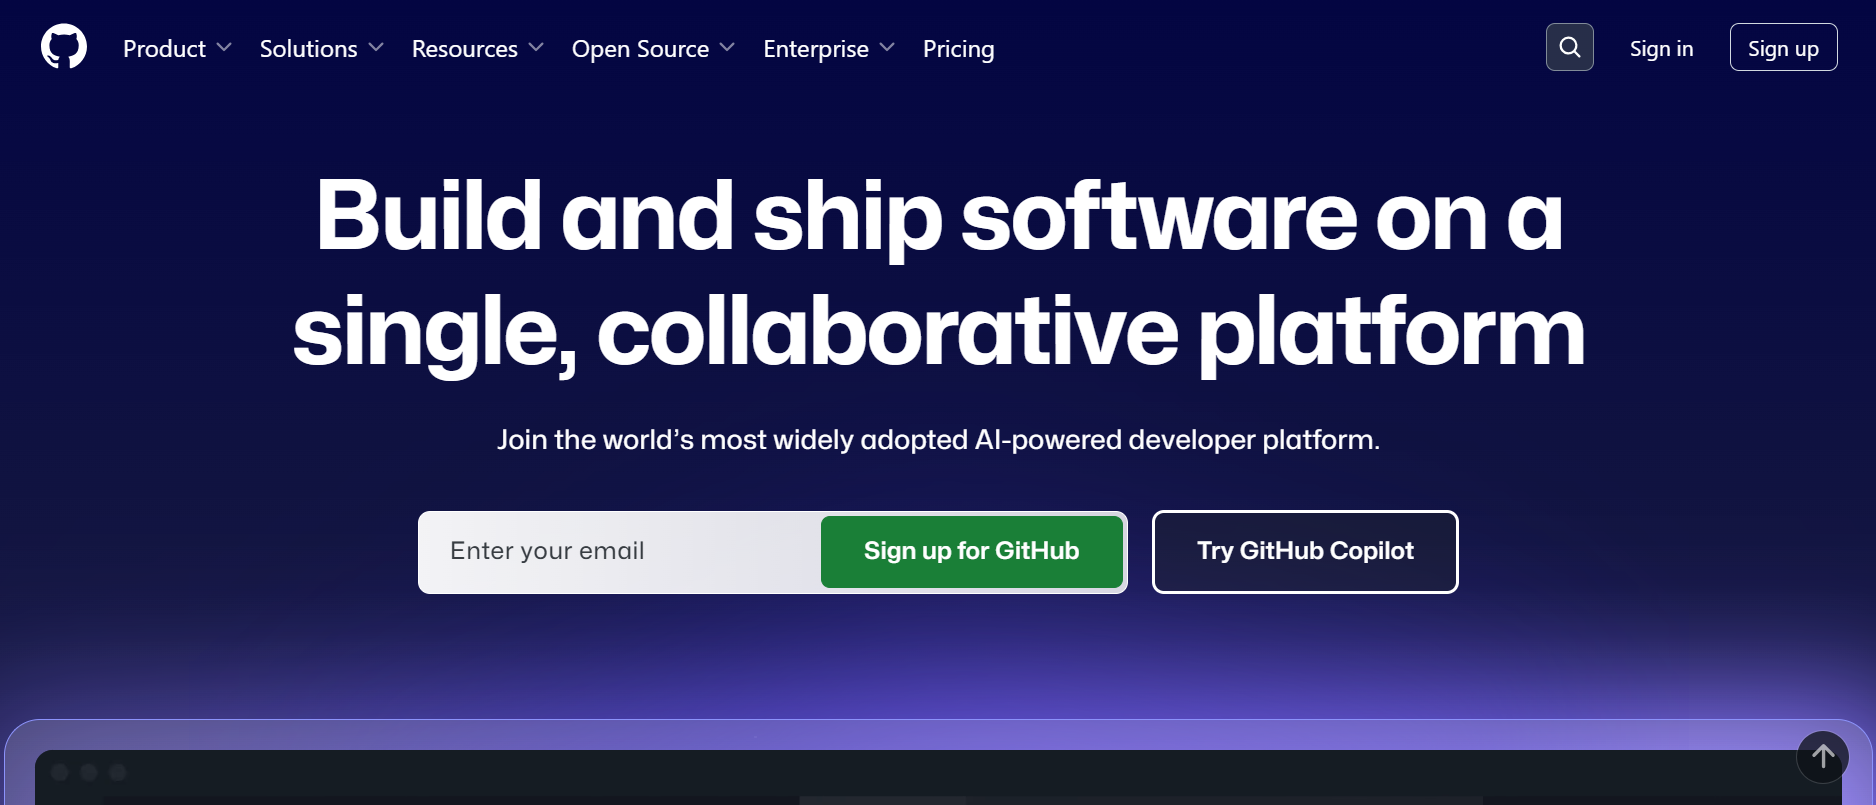 Product Solutions Resources Open Source Enterprise Pricing Sign in Sign up
Build and ship software on a
single, collaborative platform
Join the world’s most widely adopted AI-powered developer platform.
Enter your email Sign up for GitHub Try GitHub Copilot